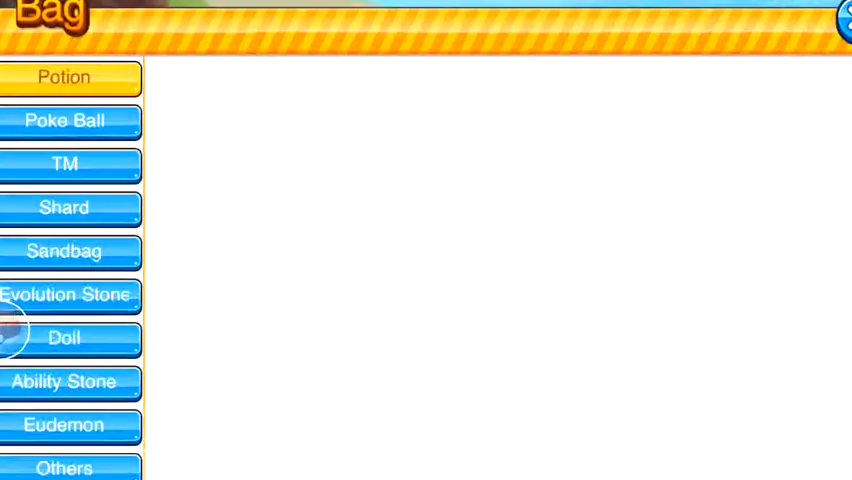 Bag
Potion
Poke Ball
TM
Shard
Sandbag
Evolution Stone
Doll
Ability Stone
Eudemon
Others